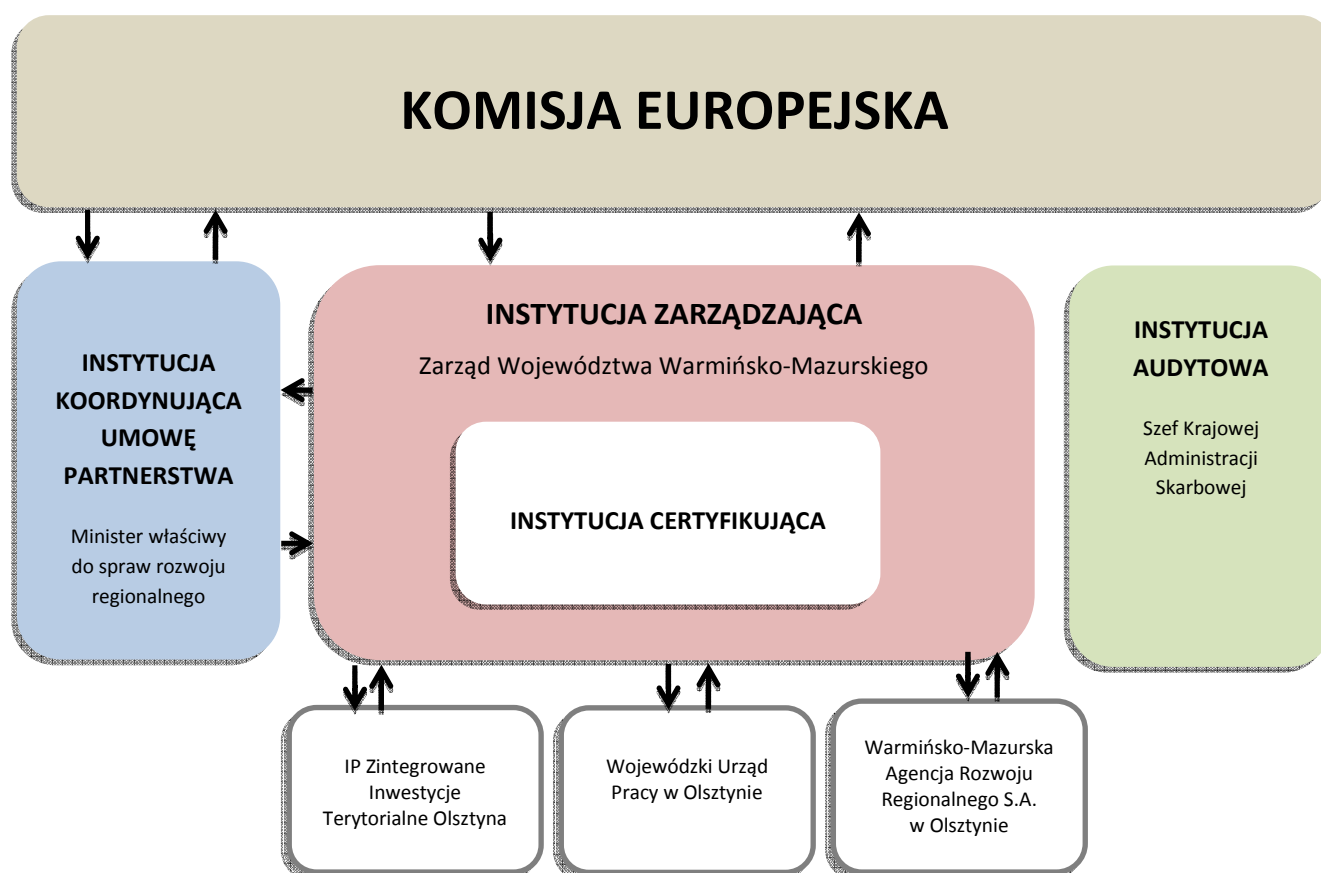 KOMISJA EUROPEJSKA
INSTYTUCJA
KOORDYNUJĄCA
UMOWĘ
PARTNERSTWA
Minister właściwy
do spraw rozwoju
regionalnego
INSTYTUCJA ZARZĄDZAJĄCA
Zarząd Województwa Warmińsko-Mazurskiego
INSTYTUCJA CERTYFIKUJĄCA
INSTYTUCJA
AUDYTOWA
Szef Krajowej
Administracji
Skarbowej
IP Zintegrowane
Inwestycje
Terytorialne Olsztyna
Wojewódzki Urząd
Pracy w Olsztynie
Warmińsko-Mazurska
Agencja Rozwoju
Regionalnego S.A.
w Olsztynie